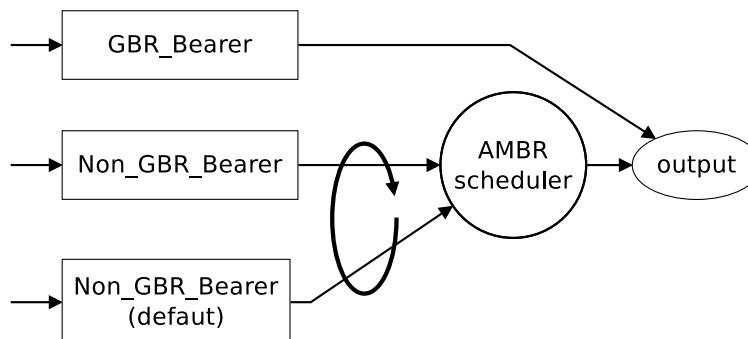 GBR_Bearer
Non_GBR_Bearer
AMBR
scheduler
output
Non_GBR_Bearer
(defaut)